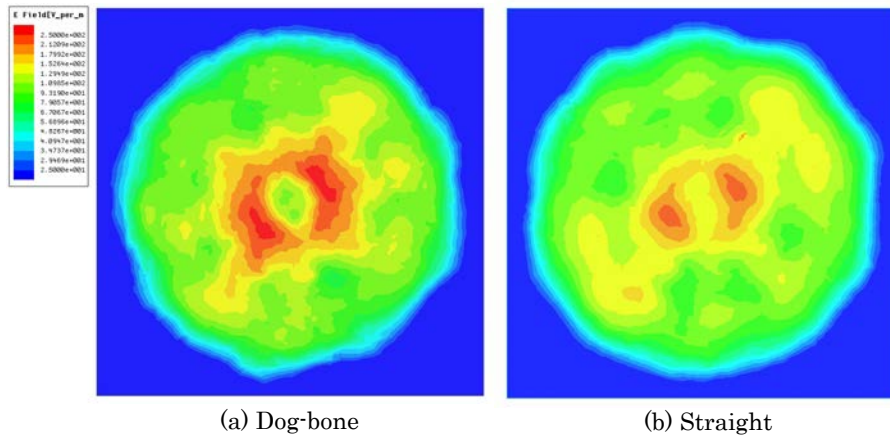 E Field[V_per_m
2.5000e+002
2.1209e+002
1.7992e+002
1.5264e+002
1.2949e+002
1.0985e+002
9.3190e+001
7.9057e+001
6.7067e+001
5.6896e+001
4.8267e+001
4.0947e+001
3.4737e+001
2.9469e+001
2.5000e+001
(a) Dog-bone
(b) Straight